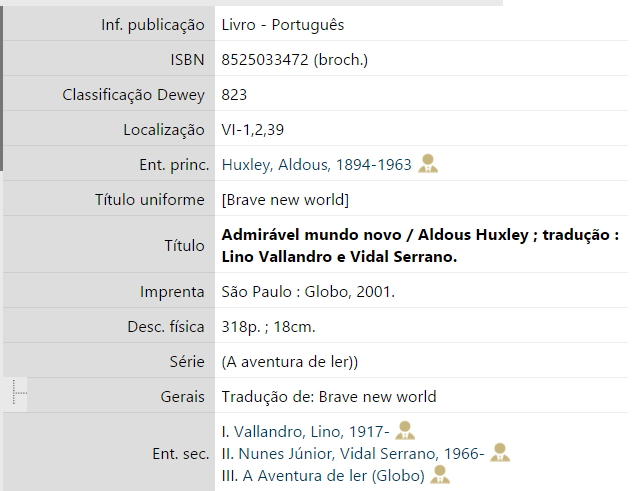 Inf. publicação Livro - Português
ISBN 8525033472 (broch.)
Classificação Dewey 823
Localização VI-1,2,39
Ent. princ. Huxley, Aldous, 1894-1963
Título uniforme [Brave new world]
Título Admirável mundo novo / Aldous Huxley ; tradução :
Lino Vallandro e Vidal Serrano.
Imprenta São Paulo : Globo, 2001.
Desc. física 318p. ; 18cm.
Série (A aventura de ler))
Gerais Tradução de: Brave new world
Ent. sec. I. Vallandro, Lino, 1917-
II. Nunes Júnior, Vidal Serrano, 1966-
III. A Aventura de ler (Globo)